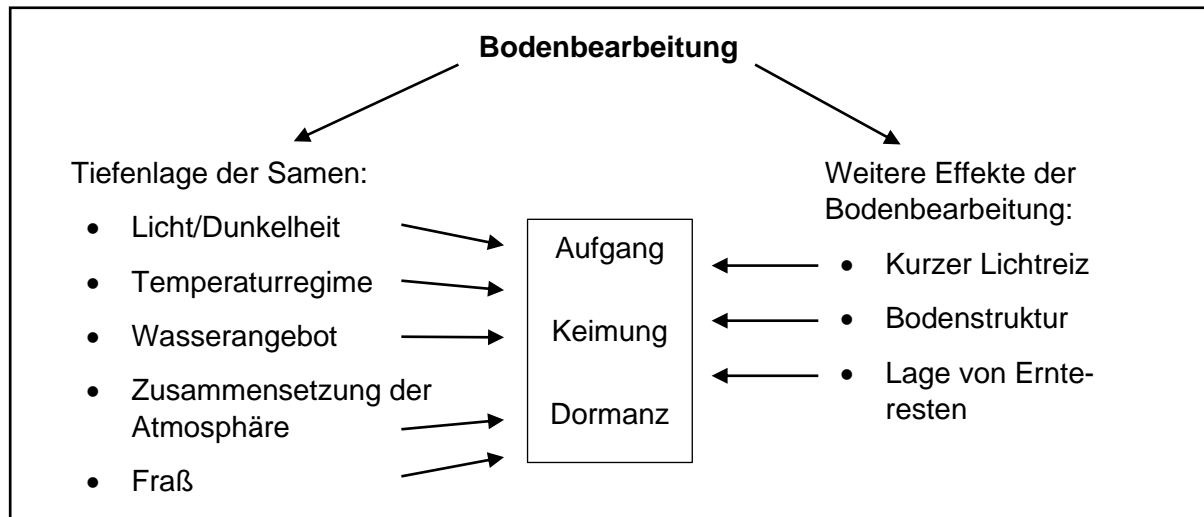 Bodenbearbeitung
Tiefenlage der Samen:
• Licht/Dunkelheit
• Temperaturregime
• Wasserangebot
• Zusammensetzung der
Atmosphäre
• Fraß
Aufgang
Keimung
Dormanz
Weitere Effekte der
Bodenbearbeitung:
• Kurzer Lichtreiz
• Bodenstruktur
• Lage von Ernte-
resten